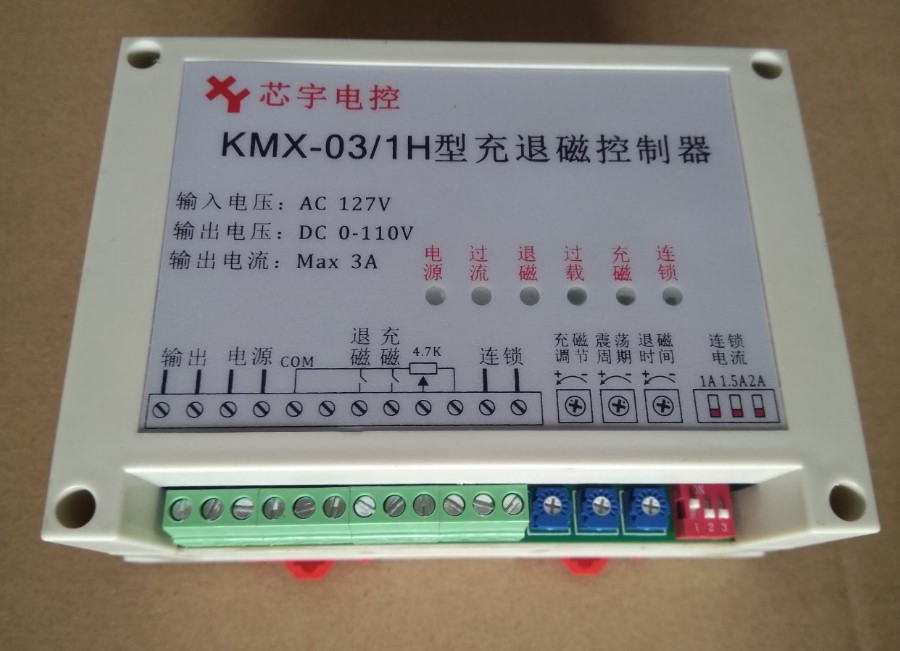 XY 芯宇电控
KMX-03/1H型充退磁控制器
输入电压：AC 127V
输出电压：DC 0-110V
输出电流：Max 3A
电源 过流 退磁 过载 充磁 连锁
输出 电源 COM 退磁 充磁 4.7K 连锁
充磁调节 震荡周期 退磁时间 连锁电流
- + - + - +
1A 1.5A 2A
1 2 3